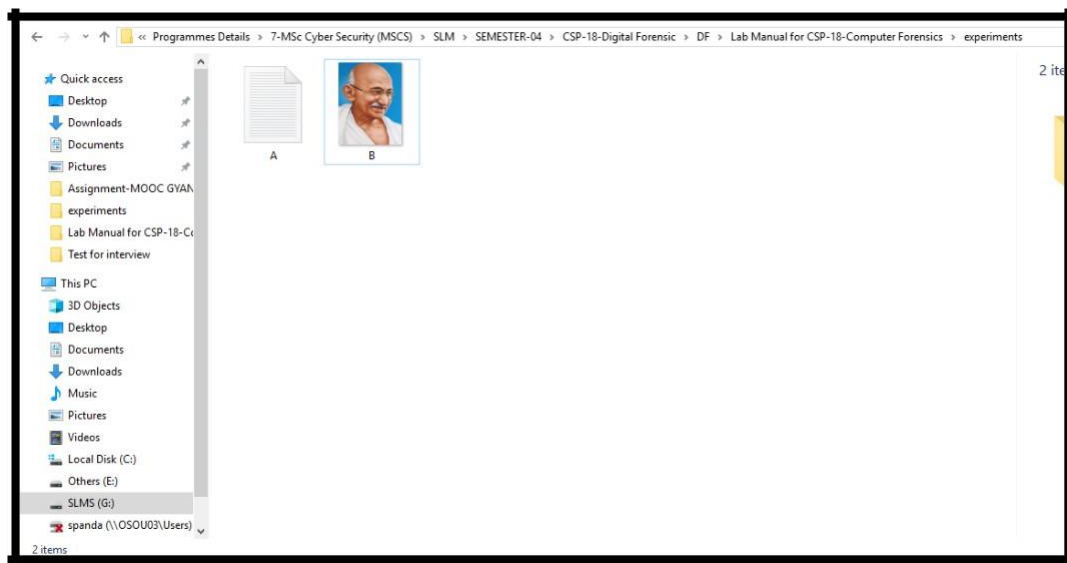 « Programmes Details › 7-MSc Cyber Security (MSCS) › SLM › SEMESTER-04 › CSP-18-Digital Forensic › DF › Lab Manual for CSP-18-Computer Forensics › experiments
Quick access
Desktop
Downloads
Documents
Pictures
Assignment-MOOC GYAN
experiments
Lab Manual for CSP-18-Co
Test for interview
This PC
3D Objects
Desktop
Documents
Downloads
Music
Pictures
Videos
Local Disk (C:)
Others (E:)
SLMS (G:)
spanda (\\OSOU03\Users)
2 items
A
B
2 ite